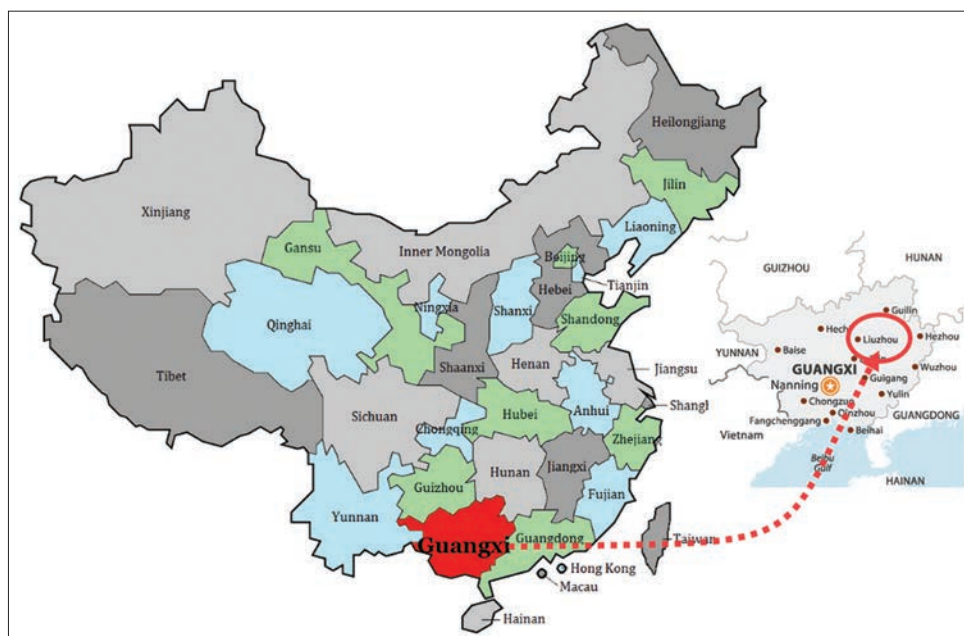 Heilongjiang
Jilin
Xinjiang
Liaoning
Gansu
Inner Mongolia
Beijing
Tianjin
Hebei
Ningxia
Shanxi
Qinghai
Shandong
Henan
Shaanxi
Tibet
Jiangsu
Sichuan
Shangl
Hubei
Anhui
Chongqing
Zhejiang
Hunan
Jiangxi
Guizhou
Fujian
Yunnan
Guangxi
Guangdong
Taiwan
Hong Kong
Macau
Hainan
HUNAN
GUIZHOU
Guilin
Hech
Liuzhou
Hezhou
YUNNAN
Baise
GUANGXI
Wuzhou
Nanning
Guigang
Yulin
Chongzuo
Qinzhou
GUANGDONG
Fangchenggang
Vietnam
Beihai
Beibu
Gulf
HAINAN